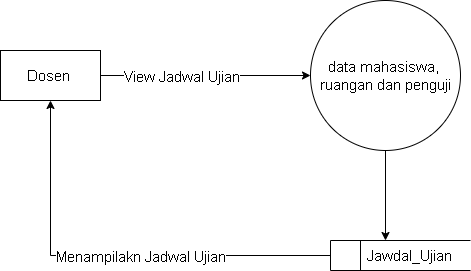 Dosen
View Jadwal Ujian
data mahasiswa,
ruangan dan penguji
Menampilakn Jadwal Ujian
Jawdal_Ujian